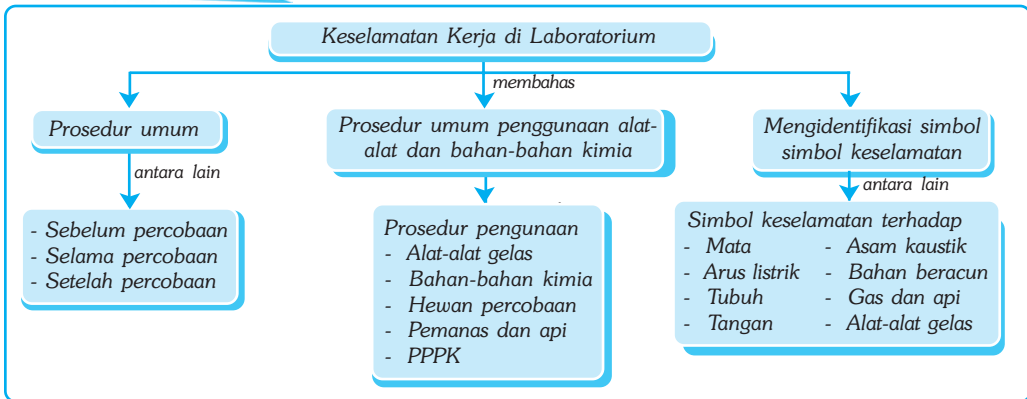 Keselamatan Kerja di Laboratorium
membahas
Prosedur umum
antara lain
- Sebelum percobaan
- Selama percobaan
- Setelah percobaan
Prosedur umum penggunaan alat-
alat dan bahan-bahan kimia
Prosedur pengunaan
- Alat-alat gelas
- Bahan-bahan kimia
- Hewan percobaan
- Pemanas dan api
- PPPK
Mengidentifikasi simbol
simbol keselamatan
antara lain
Simbol keselamatan terhadap
- Mata
- Arus listrik
- Tubuh
- Tangan
- Asam kaustik
- Bahan beracun
- Gas dan api
- Alat-alat gelas